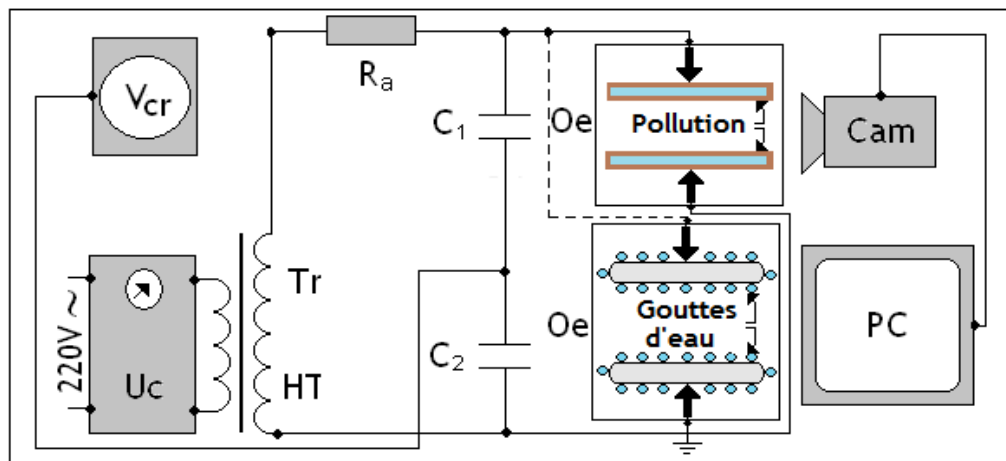 Vcr
Ra
C1
Oe
Pollution
Cam
220V ~
Uc
Tr
HT
C2
Oe
Gouttes
d'eau
PC